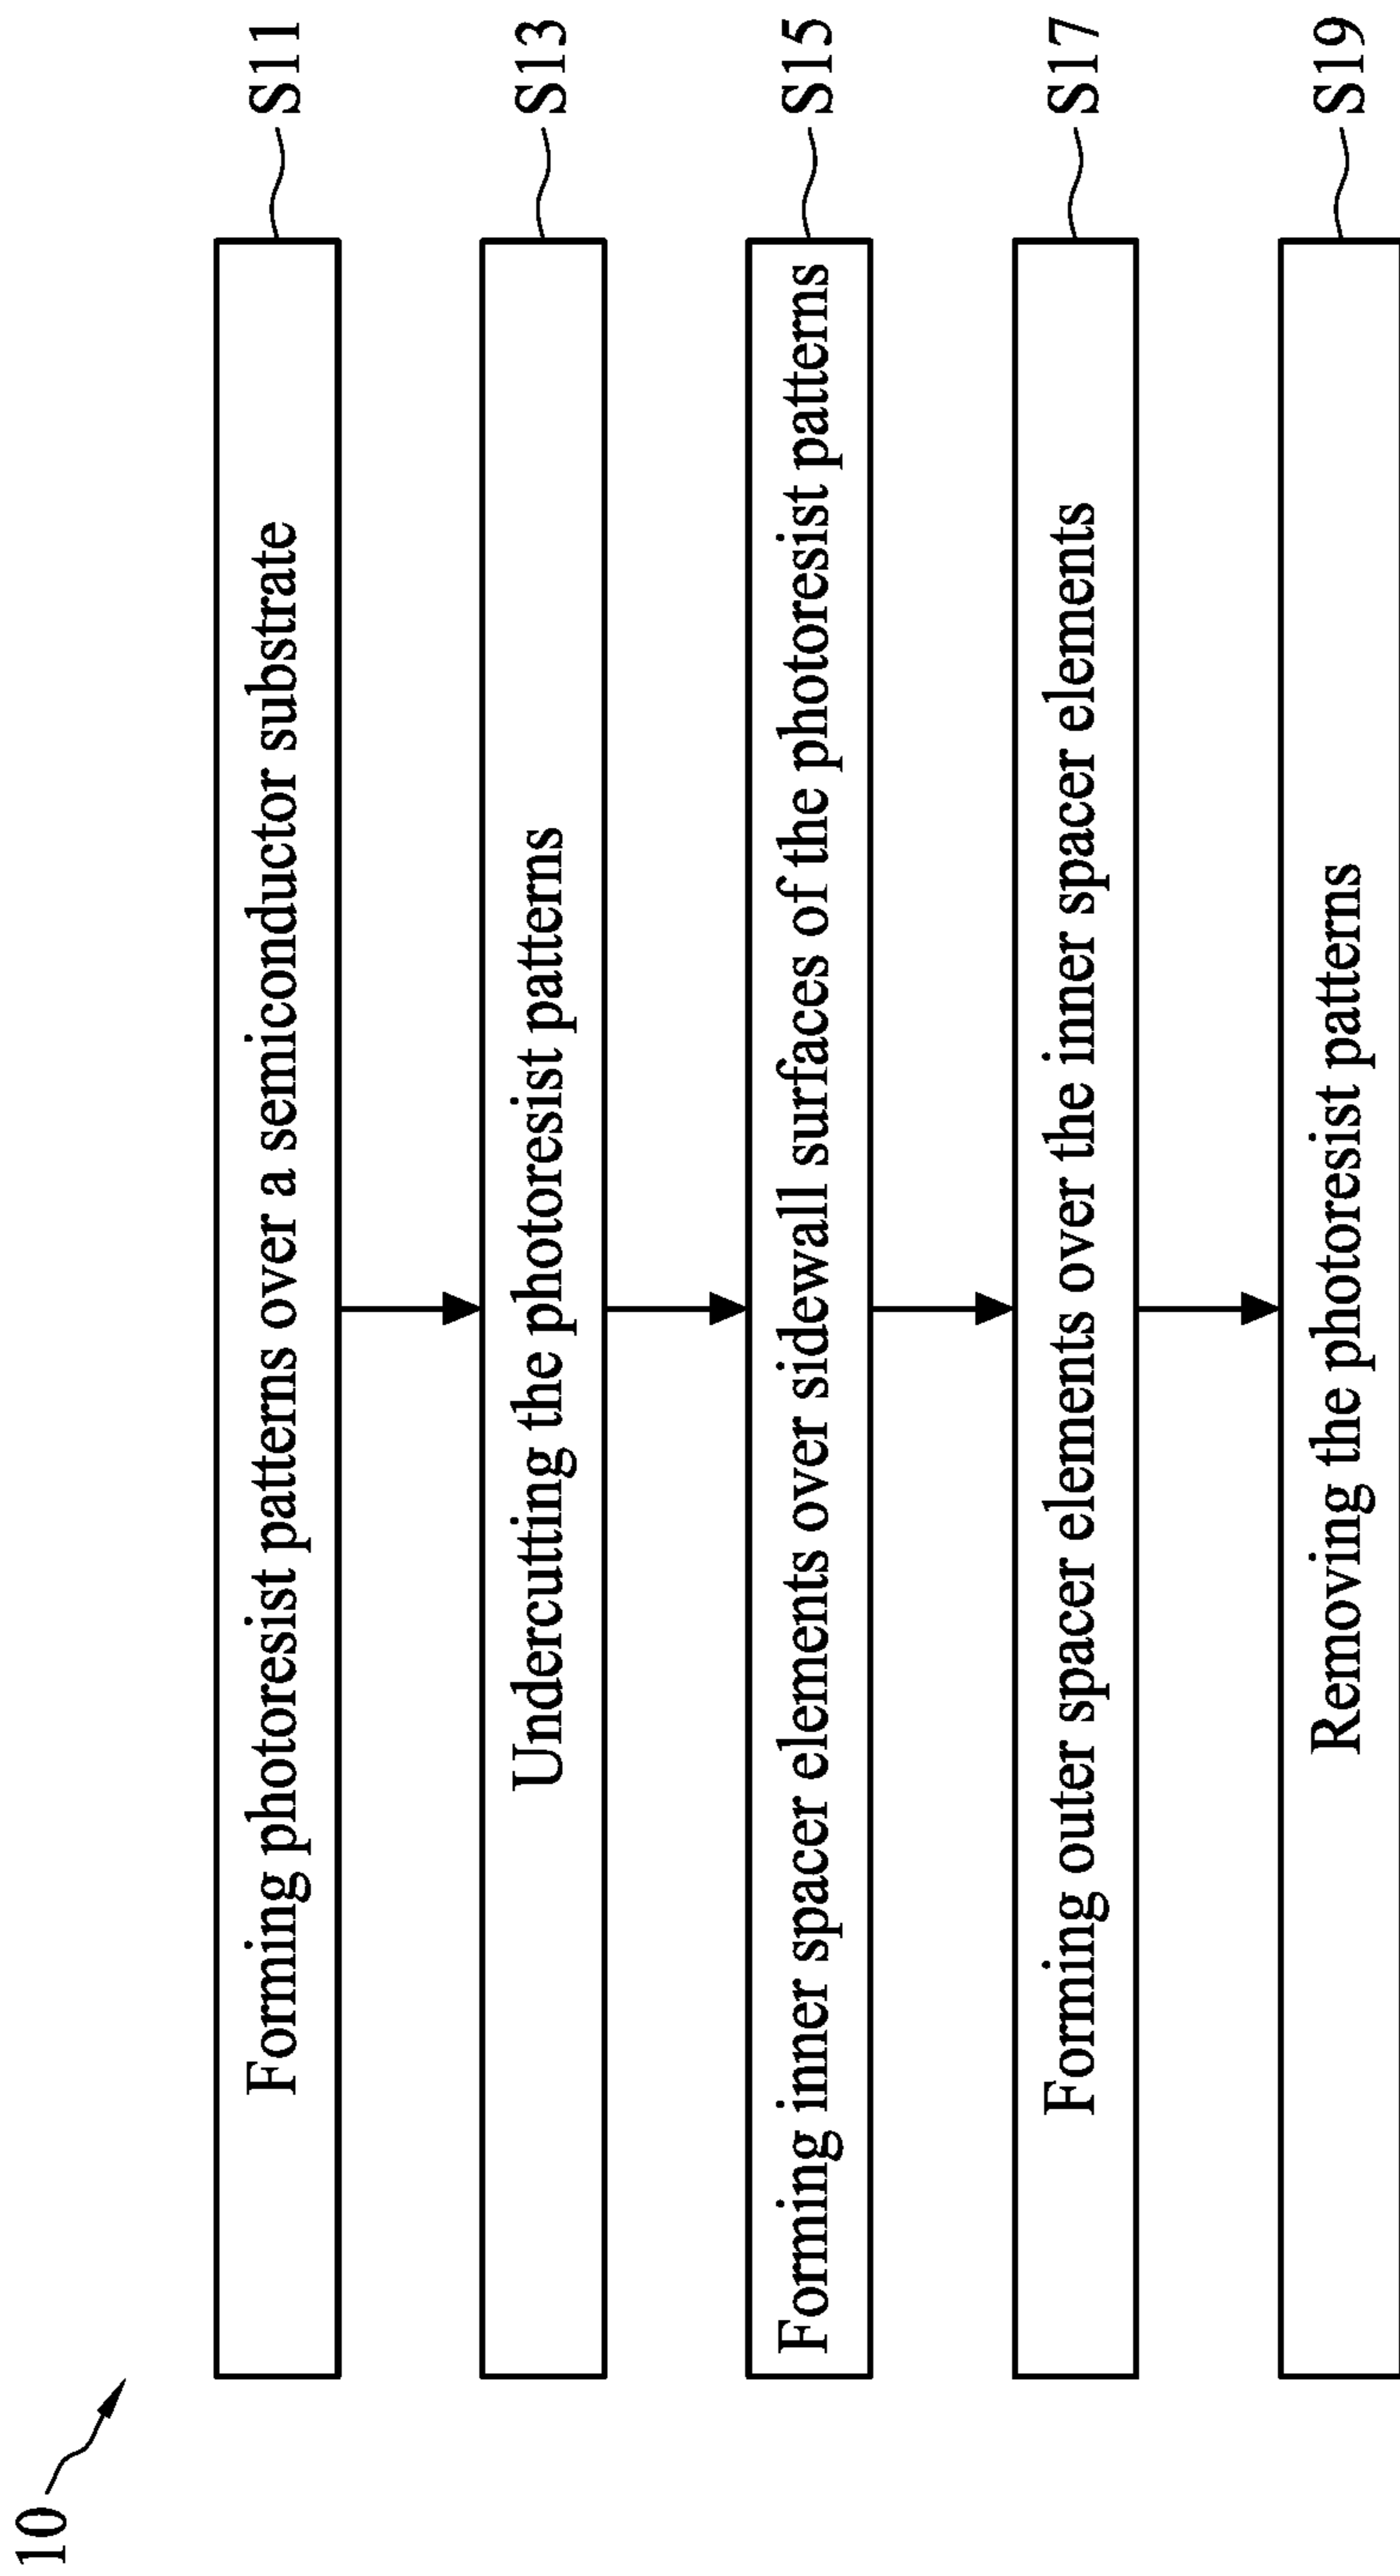 10
Forming photoresist patterns over a semiconductor substrate
S11
Undercutting the photoresist patterns
S13
Forming inner spacer elements over sidewall surfaces of the photoresist patterns
S15
Forming outer spacer elements over the inner spacer elements
S17
Removing the photoresist patterns
S19